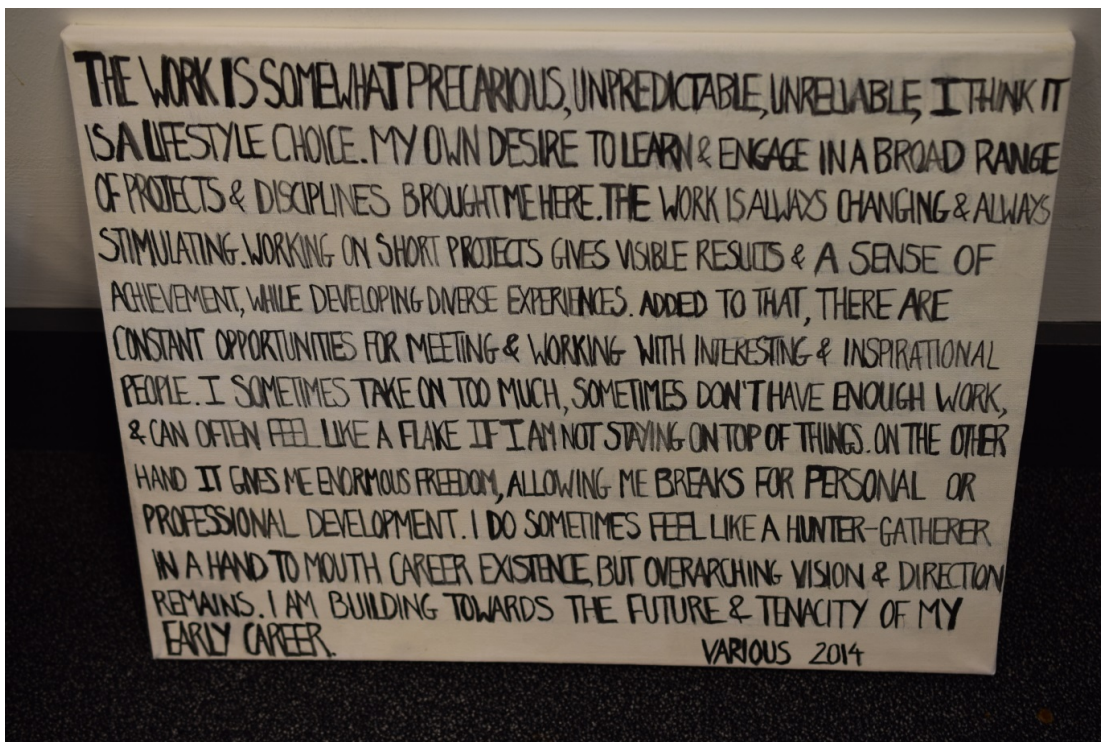 THE WORK IS SOMEWHAT PRECARIOUS, UNPREDICTABLE, UNRELIABLE, I THINK IT
IS A LIFESTYLE CHOICE. MY OWN DESIRE TO LEARN & ENGAGE IN A BROAD RANGE
OF PROJECTS & DISCIPLINES BROUGHT ME HERE. THE WORK IS ALWAYS CHANGING & ALWAYS
STIMULATING. WORKING ON SHORT PROJECTS GIVES VISIBLE RESULTS & A SENSE OF
ACHIEVEMENT, WHILE DEVELOPING DIVERSE EXPERIENCES. ADDED TO THAT, THERE ARE
CONSTANT OPPORTUNITIES FOR MEETING & WORKING WITH INTERESTING & INSPIRATIONAL
PEOPLE. I SOMETIMES TAKE ON TOO MUCH, SOMETIMES DON'T HAVE ENOUGH WORK,
& CAN OFTEN FEEL LIKE A FLAKE IF I AM NOT STAYING ON TOP OF THINGS. ON THE OTHER
HAND IT GIVES ME ENORMOUS FREEDOM, ALLOWING ME BREAKS FOR PERSONAL OR
PROFESSIONAL DEVELOPMENT. I DO SOMETIMES FEEL LIKE A HUNTER-GATHERER
IN A HAND TO MOUTH CAREER EXISTENCE, BUT OVERARCHING VISION & DIRECTION
REMAINS. I AM BUILDING TOWARDS THE FUTURE & TENACITY OF MY
EARLY CAREER.
VARIOUS 2014